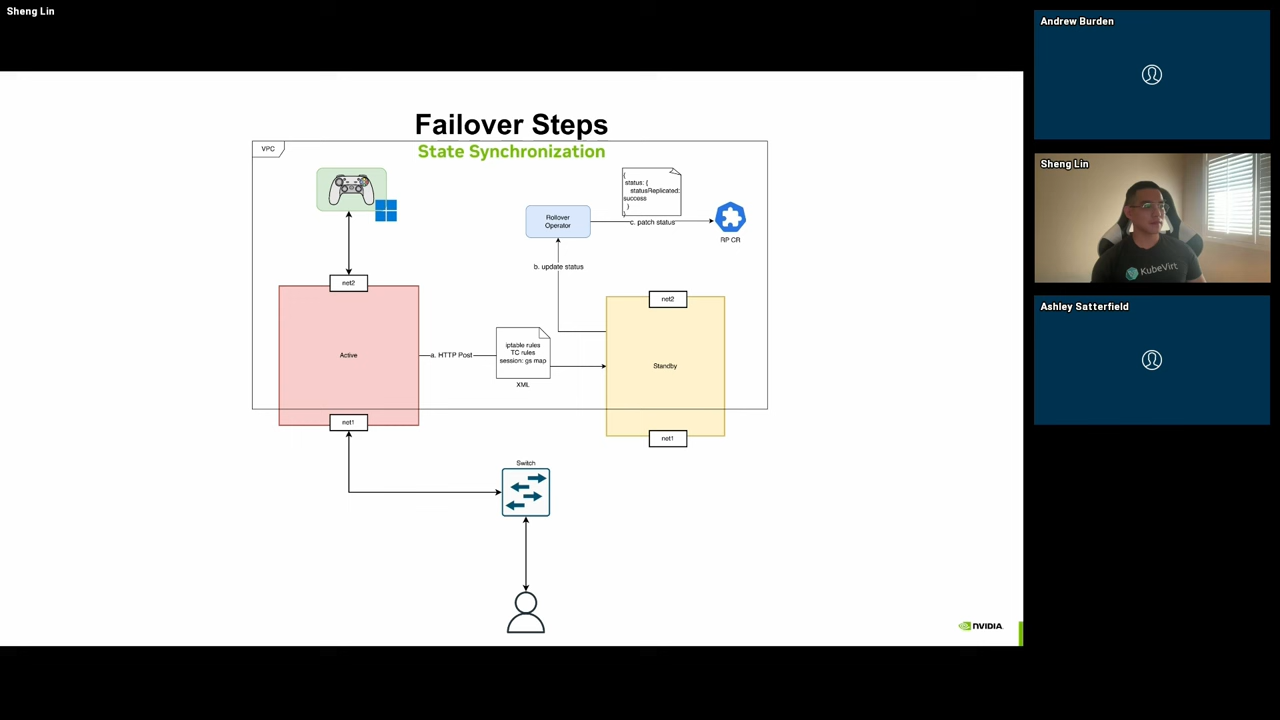 Sheng Lin
Andrew Burden
Sheng Lin
KubeVirt
Ashley Satterfield
Failover Steps
State Synchronization
VPC
{
status: {
statusReplicated:
success
}
}
Rollover
Operator
c. patch status
RP CR
b. update status
net2
net2
Active
a. HTTP Post
iptable rules
TC rules
session: gs map
XML
Standby
net1
net1
Switch
NVIDIA.